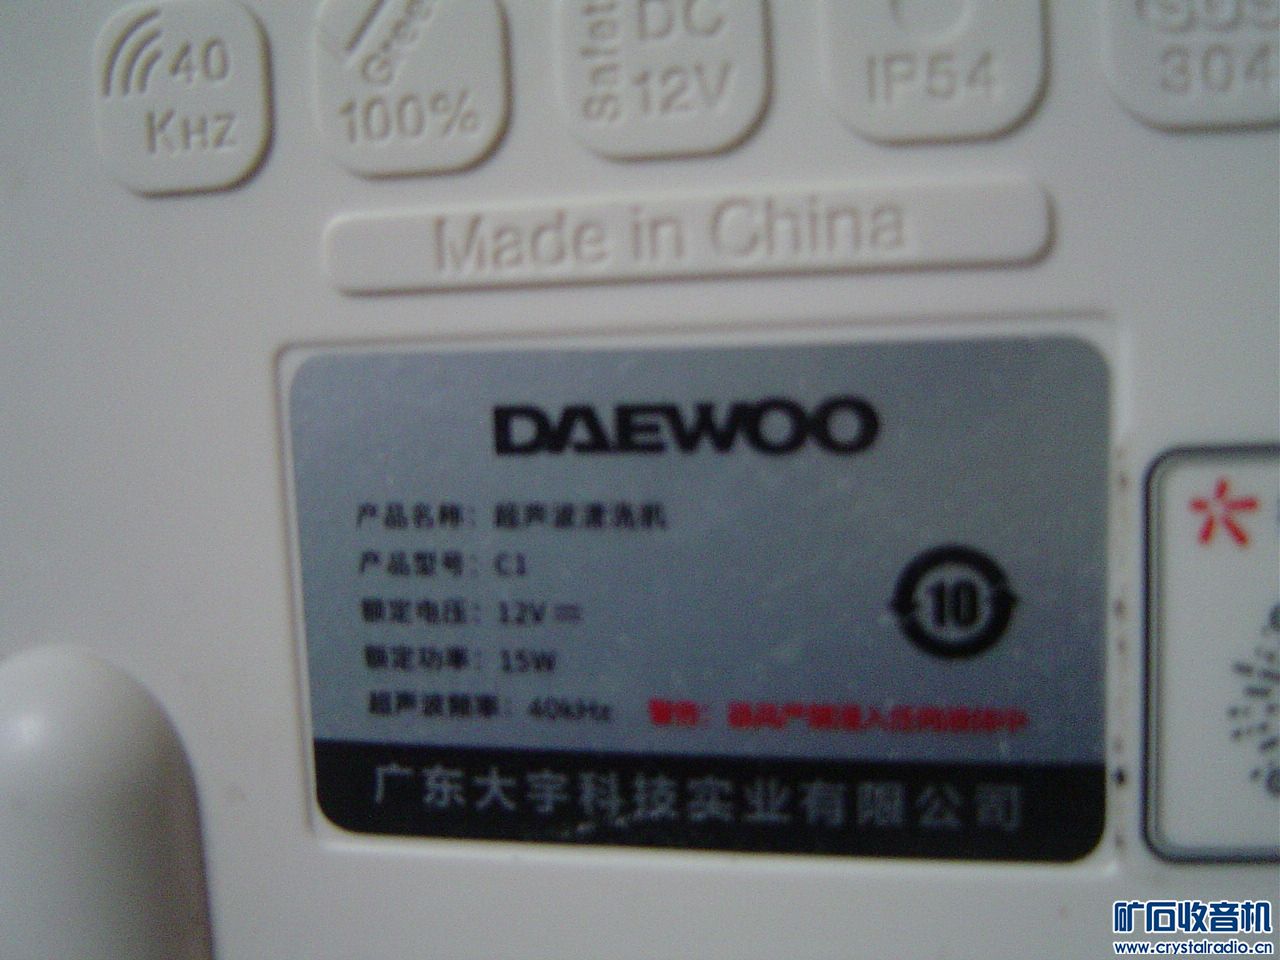 40
KHZ
Green
100%
DC
12V
IP54
304
Made in China
DAEWOO
产品名称：超声波清洗机
产品型号：C1
额定电压：12V⎓
额定功率：15W
超声波频率：40kHz
警告：
10
广东大宇科技实业有限公司
矿石收音机
www.crystalradio.cn